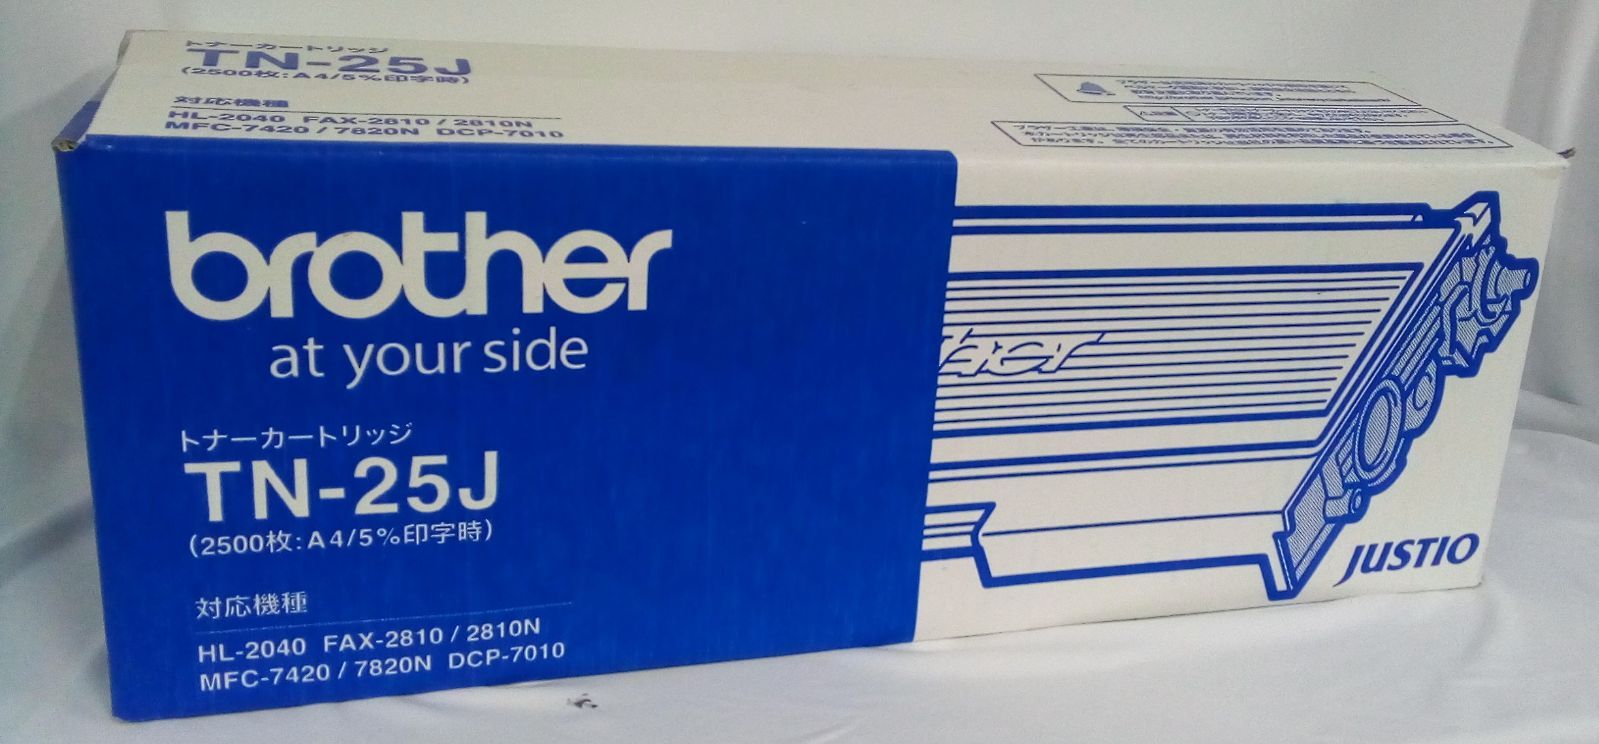 トナーカートリッジ
TN-25J
(2500枚:A4/5%印字時)
対応機種
HL-2040 FAX-2810 / 2810N
MFC-7420 / 7820N DCP-7010
brother
at your side
トナーカートリッジ
TN-25J
(2500枚:A4/5%印字時)
対応機種
HL-2040 FAX-2810 / 2810N
MFC-7420 / 7820N DCP-7010
JUSTIO